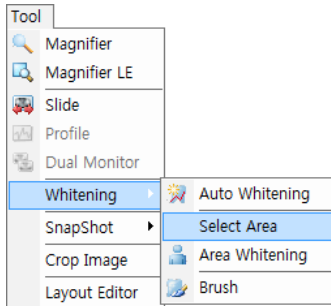 Tool
Magnifier
Magnifier LE
Slide
Profile
Dual Monitor
Whitening
SnapShot
Crop Image
Layout Editor
Auto Whitening
Select Area
Area Whitening
Brush